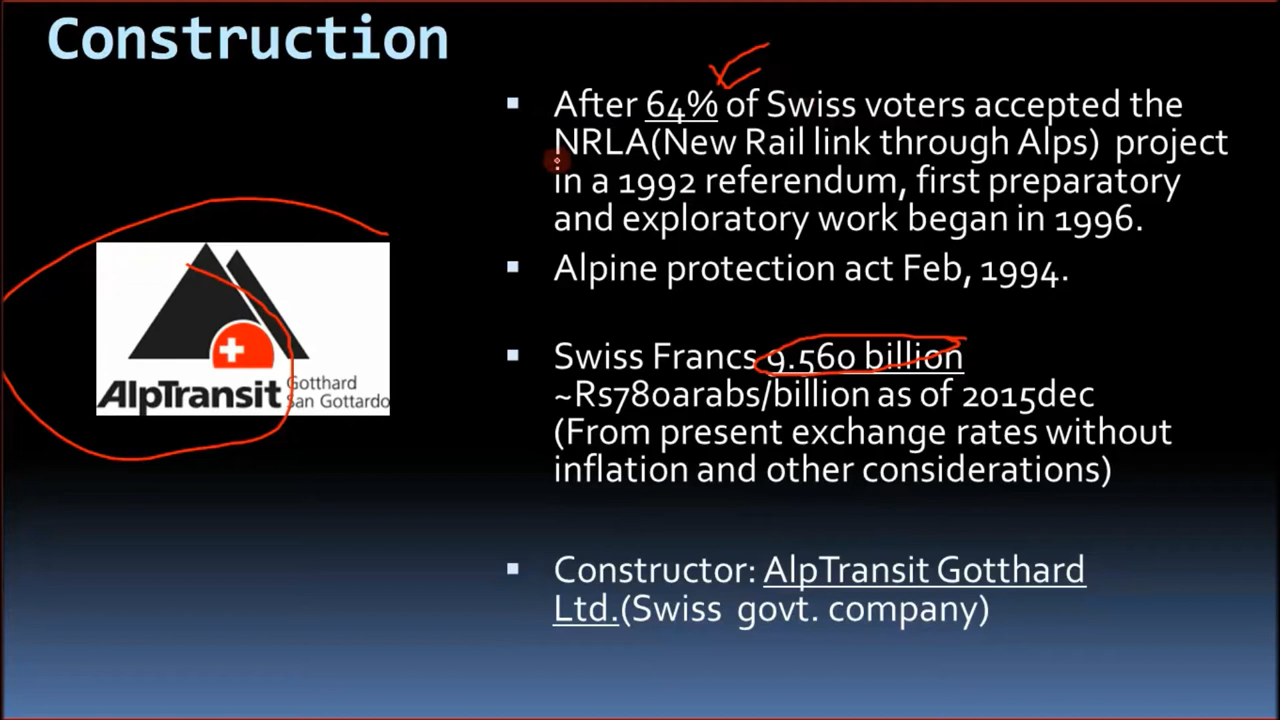 Construction
After 64% of Swiss voters accepted the
NRLA(New Rail link through Alps) project
in a 1992 referendum, first preparatory
and exploratory work began in 1996.
Alpine protection act Feb, 1994.
Swiss Francs 9.560 billion
~Rs780arabs/billion as of 2015dec
(From present exchange rates without
inflation and other considerations)
Constructor: AlpTransit Gotthard
Ltd.(Swiss govt. company)
AlpTransit Gotthard
San Gottardo